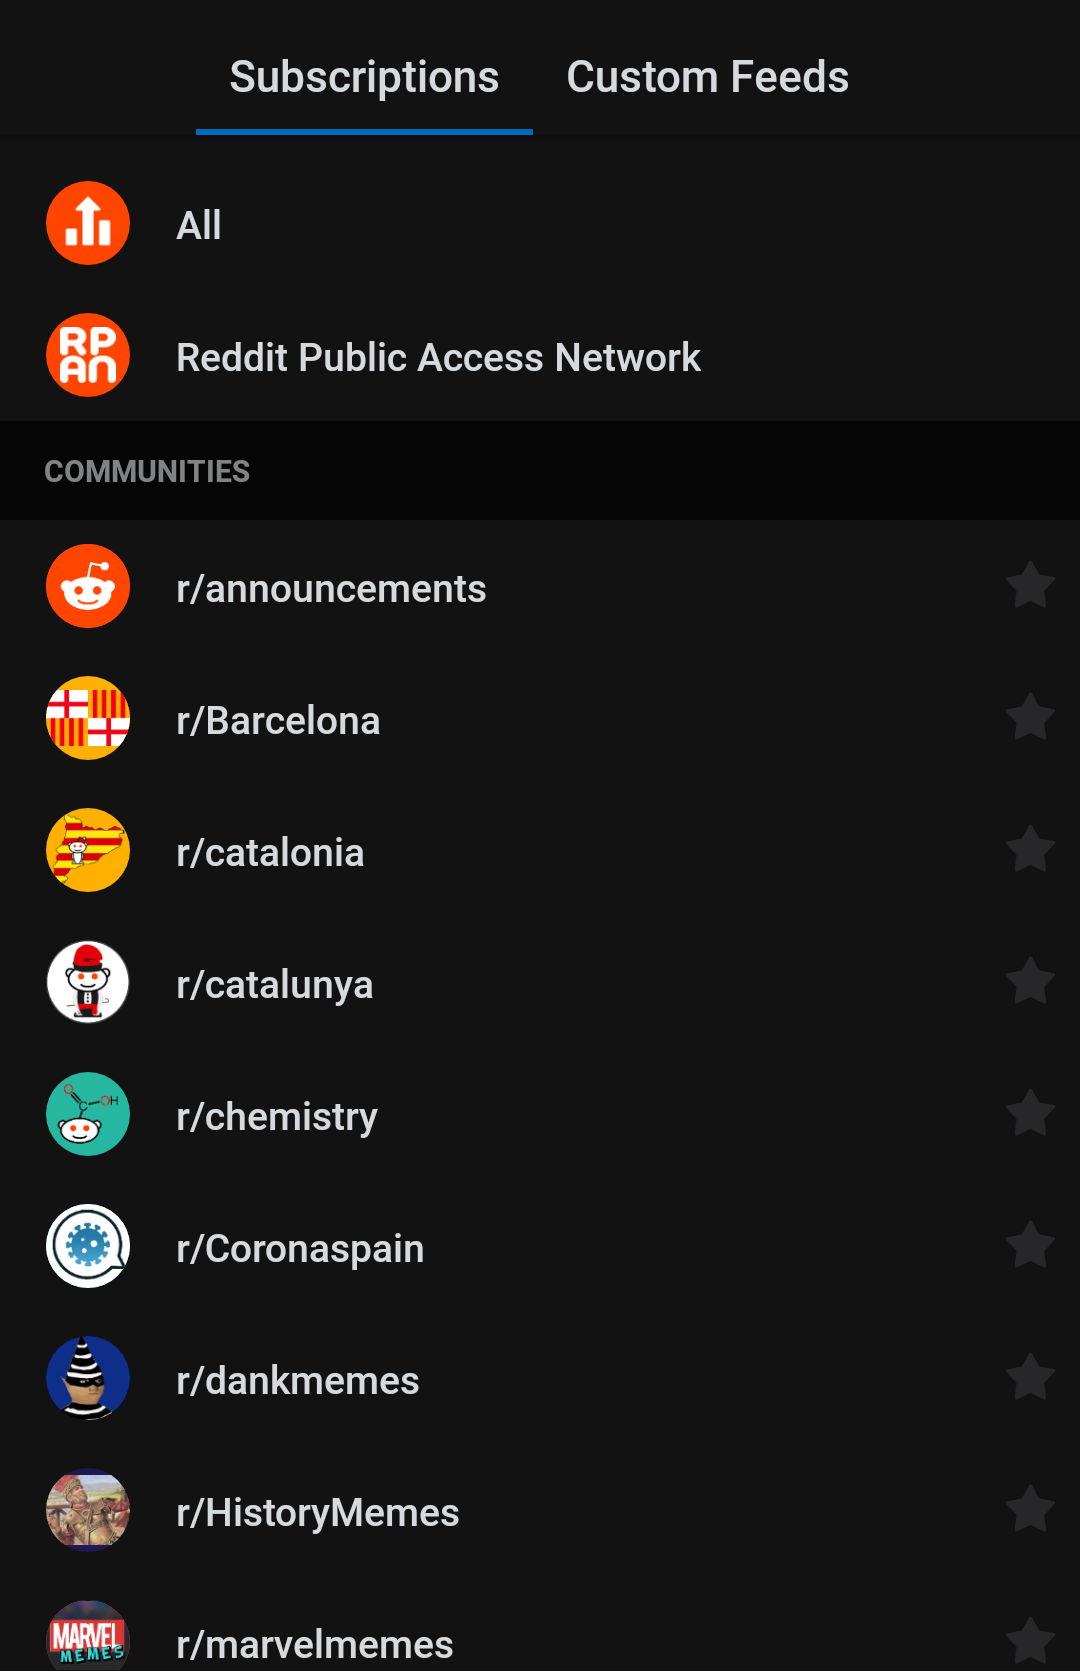 Subscriptions Custom Feeds
All
RP
AN
Reddit Public Access Network
COMMUNITIES
r/announcements
r/Barcelona
r/catalonia
r/catalunya
O
C OH
r/chemistry
r/Coronaspain
r/dankmemes
r/HistoryMemes
MARVEL
MEMES
r/marvelmemes